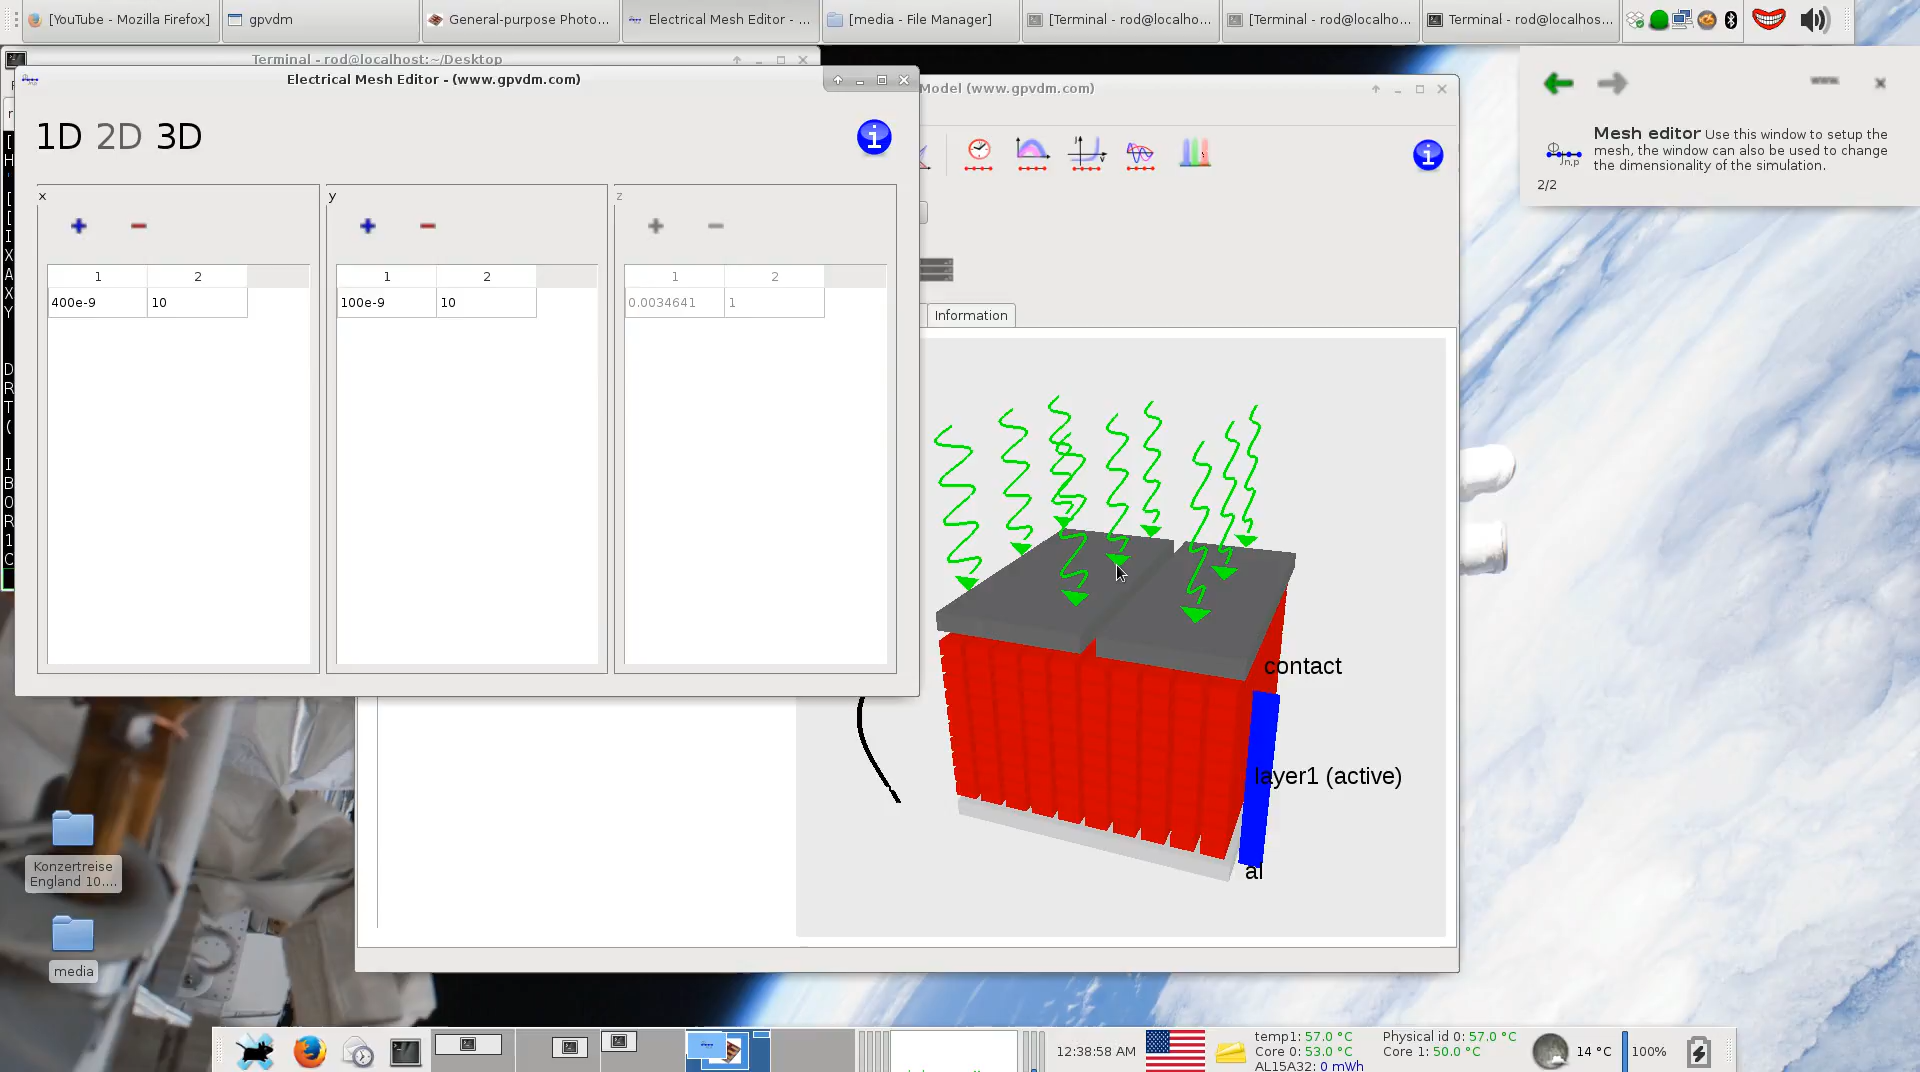 [YouTube - Mozilla Firefox]
gpvdm
General-purpose Photo...
Electrical Mesh Editor - ...
[media - File Manager]
[Terminal - rod@localho...
[Terminal - rod@localho...
Terminal - rod@localhos...
Terminal - rod@localhost:~/Desktop
Electrical Mesh Editor - (www.gpvdm.com)
Model (www.gpvdm.com)
1D 2D 3D
Mesh editor Use this window to setup the
mesh, the window can also be used to change
the dimensionality of the simulation.
2/2
x
y
z
1 2
1 2
1 2
400e-9 10
100e-9 10
0.0034641 1
Information
contact
layer1 (active)
al
Konzertreise
England 10....
media
12:38:58 AM
temp1: 57.0 °C
Core 0: 53.0 °C
AL15A32: 0 mWh
Physical id 0: 57.0 °C
Core 1: 50.0 °C
14 °C
100%